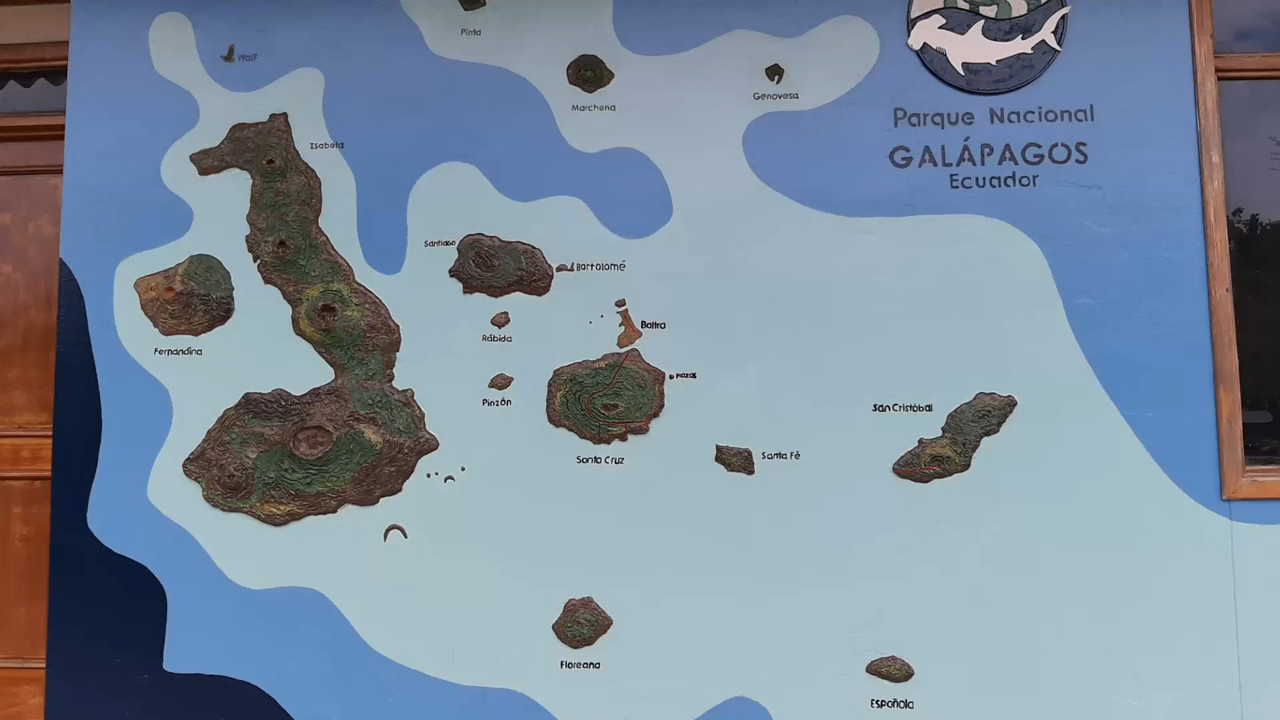 Pinta
Wolf
Marchena
Genovesa
Parque Nacional
GALÁPAGOS
Ecuador
Isabela
Santiago
Bartolomé
Rábida
Baltra
Fernandina
Plazas
Pinzón
San Cristóbal
Santa Cruz
Santa Fé
Floreana
Española